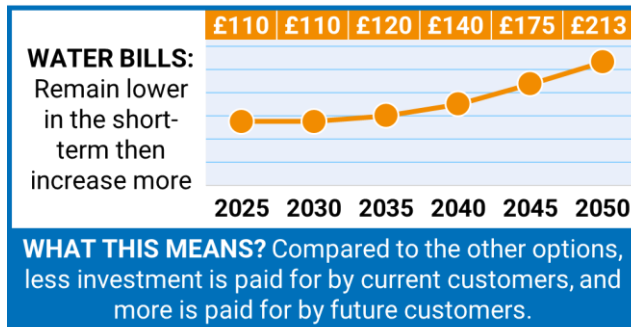 £110 £110 £120 £140 £175 £213
WATER BILLS:
Remain lower
in the short-
term then
increase more
2025 2030 2035 2040 2045 2050
WHAT THIS MEANS? Compared to the other options,
less investment is paid for by current customers, and
more is paid for by future customers.